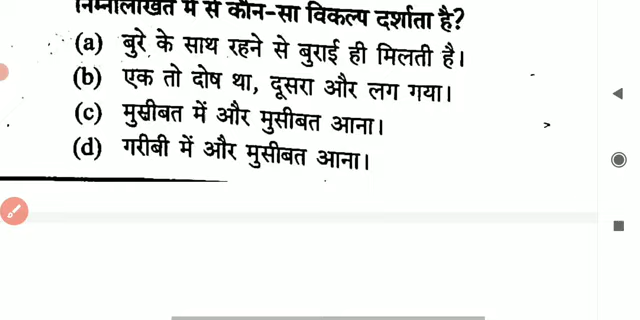 निम्नलिखित में से कौन-सा विकल्प दर्शाता है?
(a) बुरे के साथ रहने से बुराई ही मिलती है।
(b) एक तो दोष था, दूसरा और लग गया।
(c) मुसीबत में और मुसीबत आना।
(d) गरीबी में और मुसीबत आना।